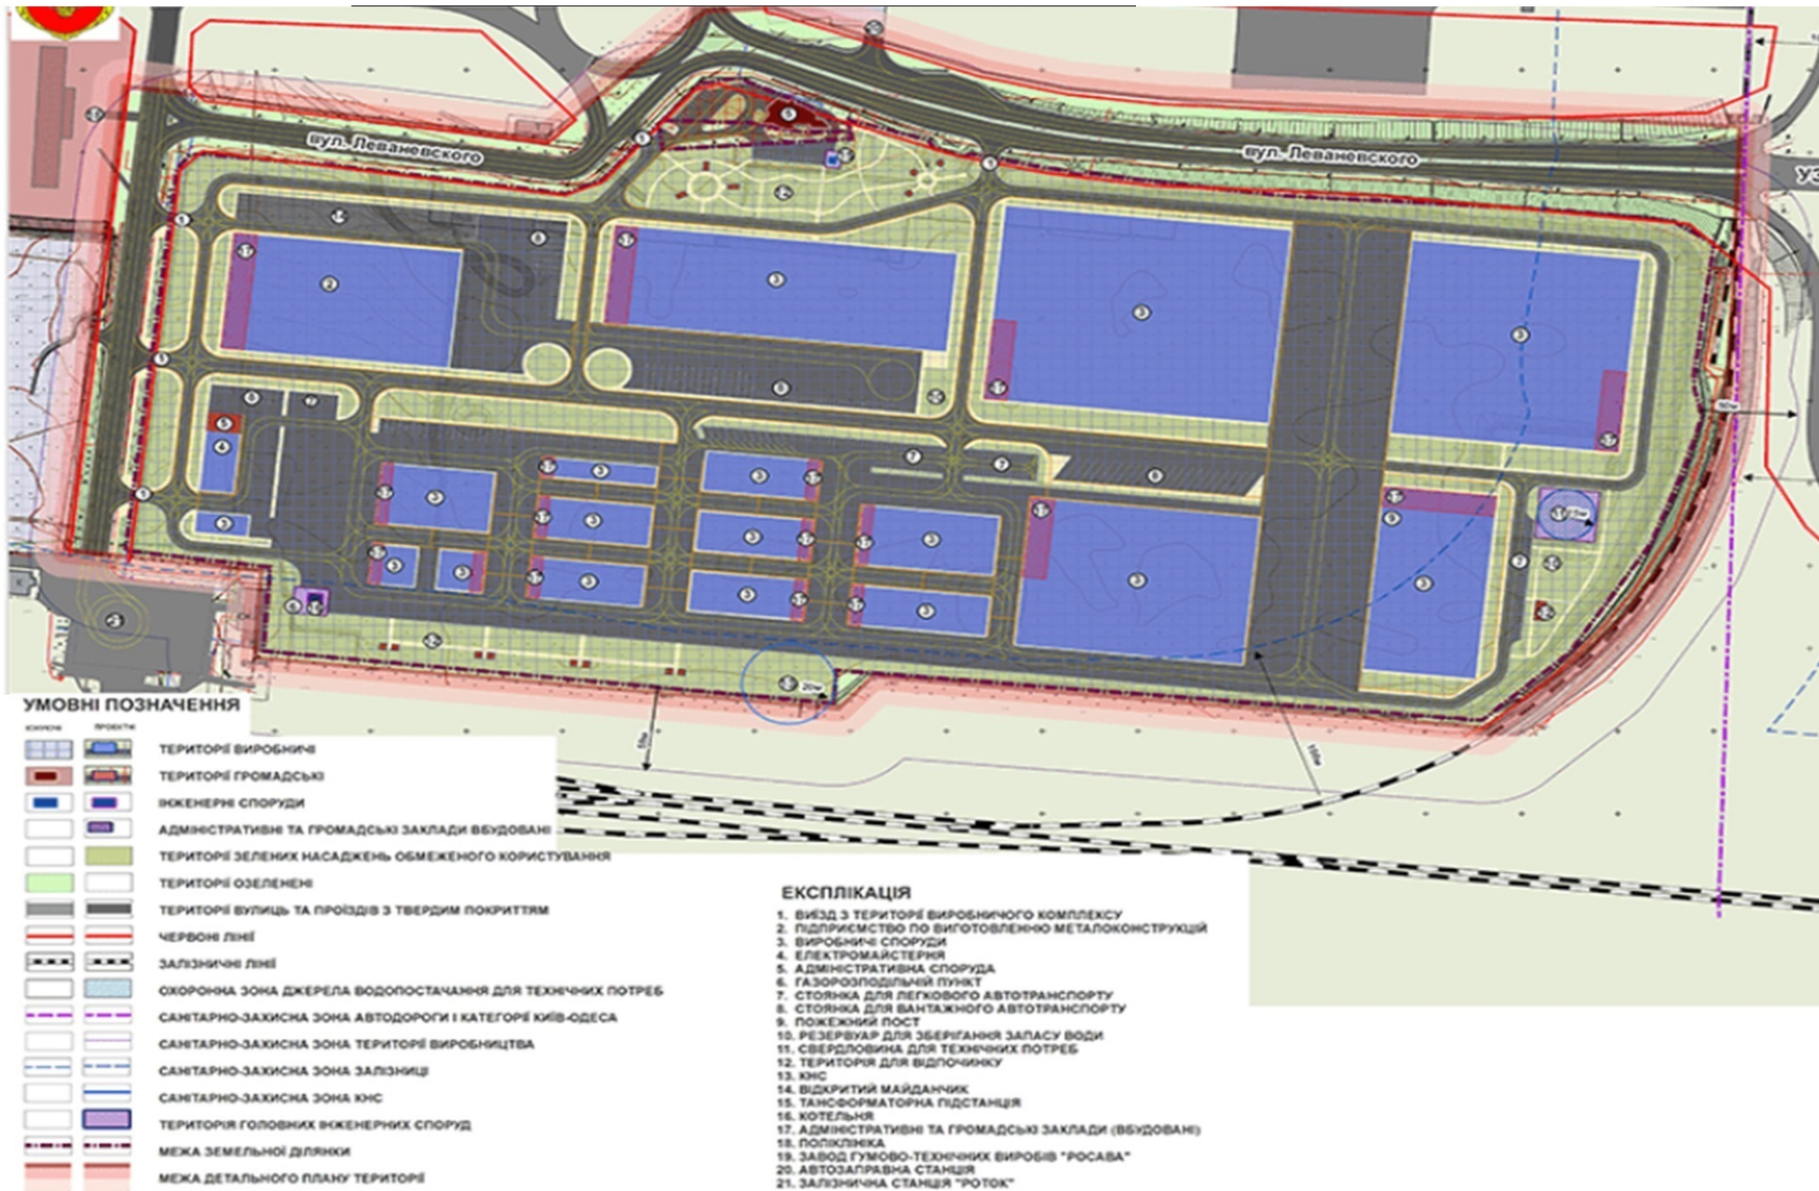 вул. Леваневского
вул. Леваневского
20м
50м
100м
УМОВНІ ПОЗНАЧЕННЯ
ТЕРИТОРІЇ ВИРОБНИЧІ
ТЕРИТОРІЇ ГРОМАДСЬКІ
ІНЖЕНЕРНІ СПОРУДИ
АДМІНІСТРАТИВНІ ТА ГРОМАДСЬКІ ЗАКЛАДИ ВБУДОВАНІ
ТЕРИТОРІЇ ЗЕЛЕНИХ НАСАДЖЕНЬ ОБМЕЖЕНОГО КОРИСТУВАННЯ
ТЕРИТОРІЇ ОЗЕЛЕНЕНІ
ТЕРИТОРІЇ ВУЛИЦЬ ТА ПРОЇЗДІВ З ТВЕРДИМ ПОКРИТТЯМ
ЧЕРВОНІ ЛІНІЇ
ЗАЛІЗНИЧНІ ЛІНІЇ
ОХОРОННА ЗОНА ДЖЕРЕЛА ВОДОПОСТАЧАННЯ ДЛЯ ТЕХНІЧНИХ ПОТРЕБ
САНІТАРНО-ЗАХИСНА ЗОНА АВТОДОРОГИ І КАТЕГОРІЇ КИЇВ-ОДЕСА
САНІТАРНО-ЗАХИСНА ЗОНА ТЕРИТОРІЇ ВИРОБНИЦТВА
САНІТАРНО-ЗАХИСНА ЗОНА ЗАЛІЗНИЦІ
САНІТАРНО-ЗАХИСНА ЗОНА КНС
ТЕРИТОРІЯ ГОЛОВНИХ ІНЖЕНЕРНИХ СПОРУД
МЕЖА ЗЕМЕЛЬНОЇ ДІЛЯНКИ
МЕЖА ДЕТАЛЬНОГО ПЛАНУ ТЕРИТОРІЇ
ЕКСПЛІКАЦІЯ
1. ВИЇЗД З ТЕРИТОРІЇ ВИРОБНИЧОГО КОМПЛЕКСУ
2. ПІДПРИЄМСТВО ПО ВИГОТОВЛЕННЮ МЕТАЛОКОНСТРУКЦІЙ
3. ВИРОБНИЧІ СПОРУДИ
4. ЕЛЕКТРОМАЙСТЕРНЯ
5. АДМІНІСТРАТИВНА СПОРУДА
6. ГАЗОРОЗПОДІЛЬЧІЙ ПУНКТ
7. СТОЯНКА ДЛЯ ЛЕГКОВОГО АВТОТРАНСПОРТУ
8. СТОЯНКА ДЛЯ ВАНТАЖНОГО АВТОТРАНСПОРТУ
9. ПОЖЕЖНИЙ ПОСТ
10. РЕЗЕРВУАР ДЛЯ ЗБЕРІГАННЯ ЗАПАСУ ВОДИ
11. СВЕРДЛОВИНА ДЛЯ ТЕХНІЧНИХ ПОТРЕБ
12. ТЕРИТОРІЯ ДЛЯ ВІДПОЧИНКУ
13. КНС
14. ВІДКРИТИЙ МАЙДАНЧИК
15. ТАНСФОРМАТОРНА ПІДСТАНЦІЯ
16. КОТЕЛЬНЯ
17. АДМІНІСТРАТИВНІ ТА ГРОМАДСЬКІ ЗАКЛАДИ (ВБУДОВАНІ)
18. ПОЛІКЛІНІКА
19. ЗАВОД ГУМОВО-ТЕХНІЧНИХ ВИРОБІВ "РОСАВА"
20. АВТОЗАПРАВНА СТАНЦІЯ
21. ЗАЛІЗНИЧНА СТАНЦІЯ "РОТОК"